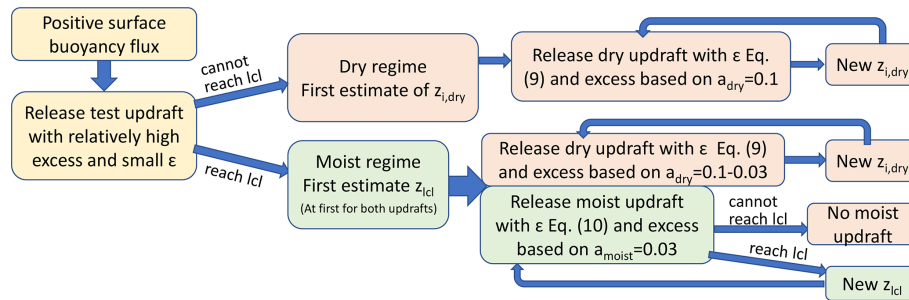 Positive surface
buoyancy flux
Release test updraft
with relatively high
excess and small ε
cannot
reach lcl
reach lcl
Dry regime
First estimate of z_i,dry
Release dry updraft with ε Eq.
(9) and excess based on a_dry=0.1
New z_i,dry
Moist regime
First estimate z_lcl
(At first for both updrafts)
Release dry updraft with ε Eq. (9)
and excess based on a_dry=0.1-0.03
New z_i,dry
Release moist updraft
with ε Eq. (10) and excess
based on a_moist=0.03
cannot
reach lcl
No moist
updraft
reach lcl
New z_lcl